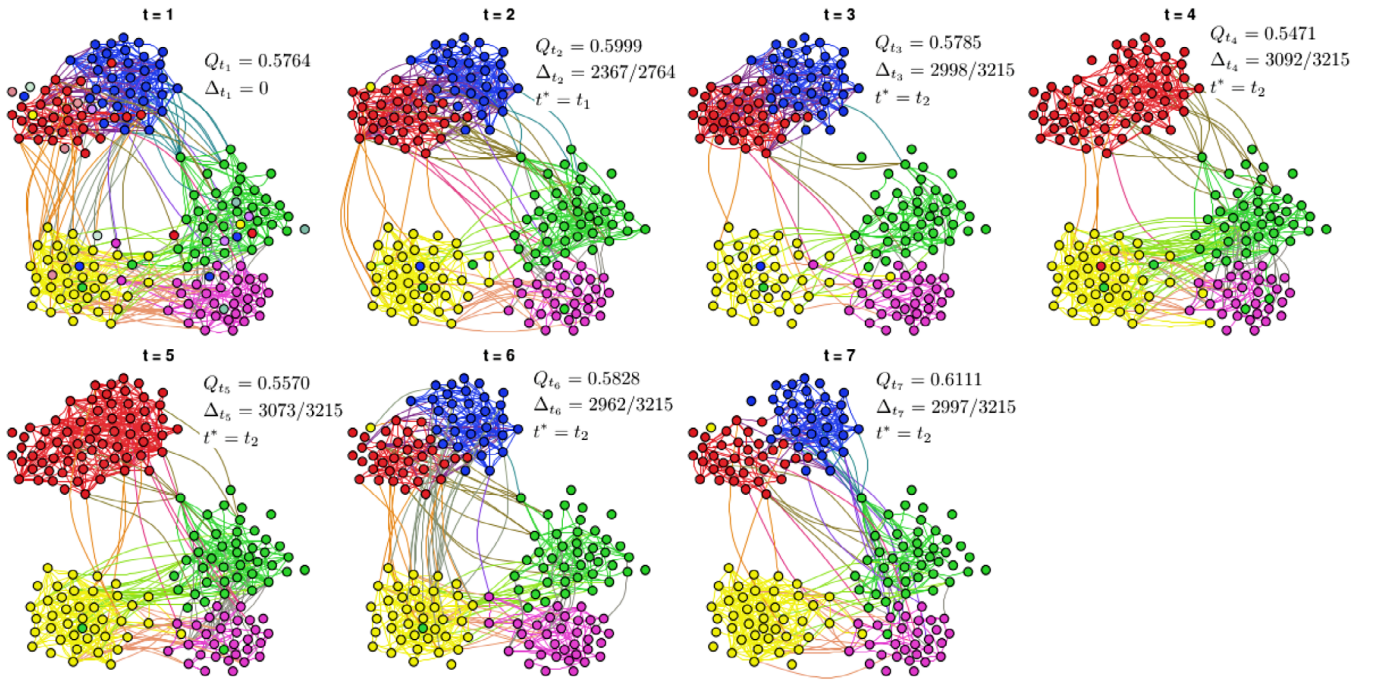 t = 1
Q_{t_1} = 0.5764
Δ_{t_1} = 0
t = 2
Q_{t_2} = 0.5999
Δ_{t_2} = 2367/2764
t* = t_1
t = 3
Q_{t_3} = 0.5785
Δ_{t_3} = 2998/3215
t* = t_2
t = 4
Q_{t_4} = 0.5471
Δ_{t_4} = 3092/3215
t* = t_2
t = 5
Q_{t_5} = 0.5570
Δ_{t_5} = 3073/3215
t* = t_2
t = 6
Q_{t_6} = 0.5828
Δ_{t_6} = 2962/3215
t* = t_2
t = 7
Q_{t_7} = 0.6111
Δ_{t_7} = 2997/3215
t* = t_2